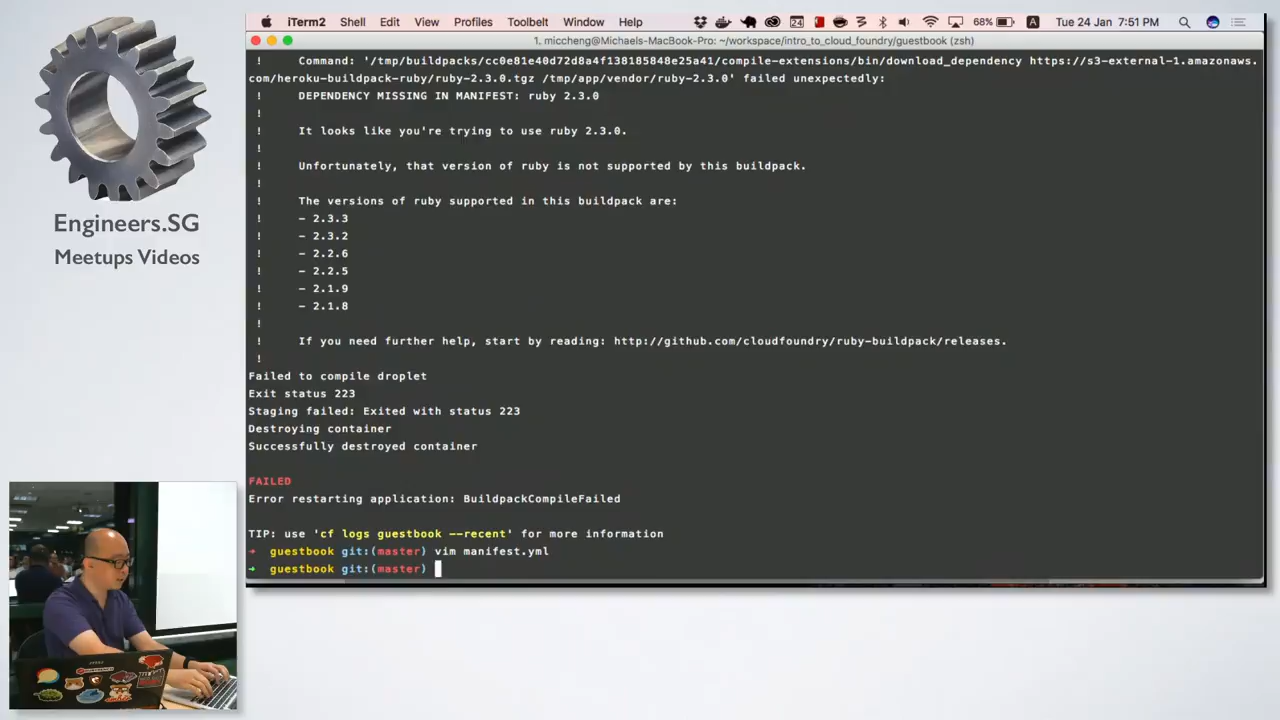 Engineers.SG
Meetups Videos
iTerm2 Shell Edit View Profiles Toolbelt Window Help 24 68% A Tue 24 Jan 7:51 PM
1. miccheng@Michaels-MacBook-Pro: ~/workspace/intro_to_cloud_foundry/guestbook (zsh)
! Command: '/tmp/buildpacks/cc0e81e40d72d8a4f138185848e25a41/compile-extensions/bin/download_dependency https://s3-external-1.amazonaws.
com/heroku-buildpack-ruby/ruby-2.3.0.tgz /tmp/app/vendor/ruby-2.3.0' failed unexpectedly:
! DEPENDENCY MISSING IN MANIFEST: ruby 2.3.0
!
! It looks like you're trying to use ruby 2.3.0.
!
! Unfortunately, that version of ruby is not supported by this buildpack.
!
! The versions of ruby supported in this buildpack are:
! - 2.3.3
! - 2.3.2
! - 2.2.6
! - 2.2.5
! - 2.1.9
! - 2.1.8
!
! If you need further help, start by reading: http://github.com/cloudfoundry/ruby-buildpack/releases.
!
Failed to compile droplet
Exit status 223
Staging failed: Exited with status 223
Destroying container
Successfully destroyed container
FAILED
Error restarting application: BuildpackCompileFailed
TIP: use 'cf logs guestbook --recent' for more information
➜ guestbook git:(master) vim manifest.yml
➜ guestbook git:(master)